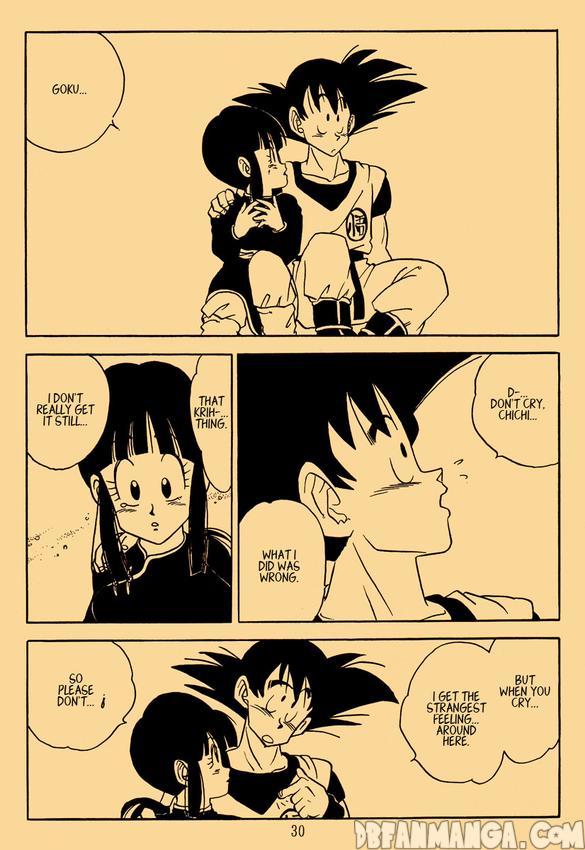 GOKU...
悟
D-...
DON'T CRY,
CHICHI...
WHAT I
DID WAS
WRONG.
THAT
KRIH-...
THING.
I DON'T
REALLY GET
IT STILL...
BUT
WHEN YOU
CRY...
I GET THE
STRANGEST
FEELING...
AROUND
HERE.
SO
PLEASE
DON'T...
30
DBFANMANGA.COM